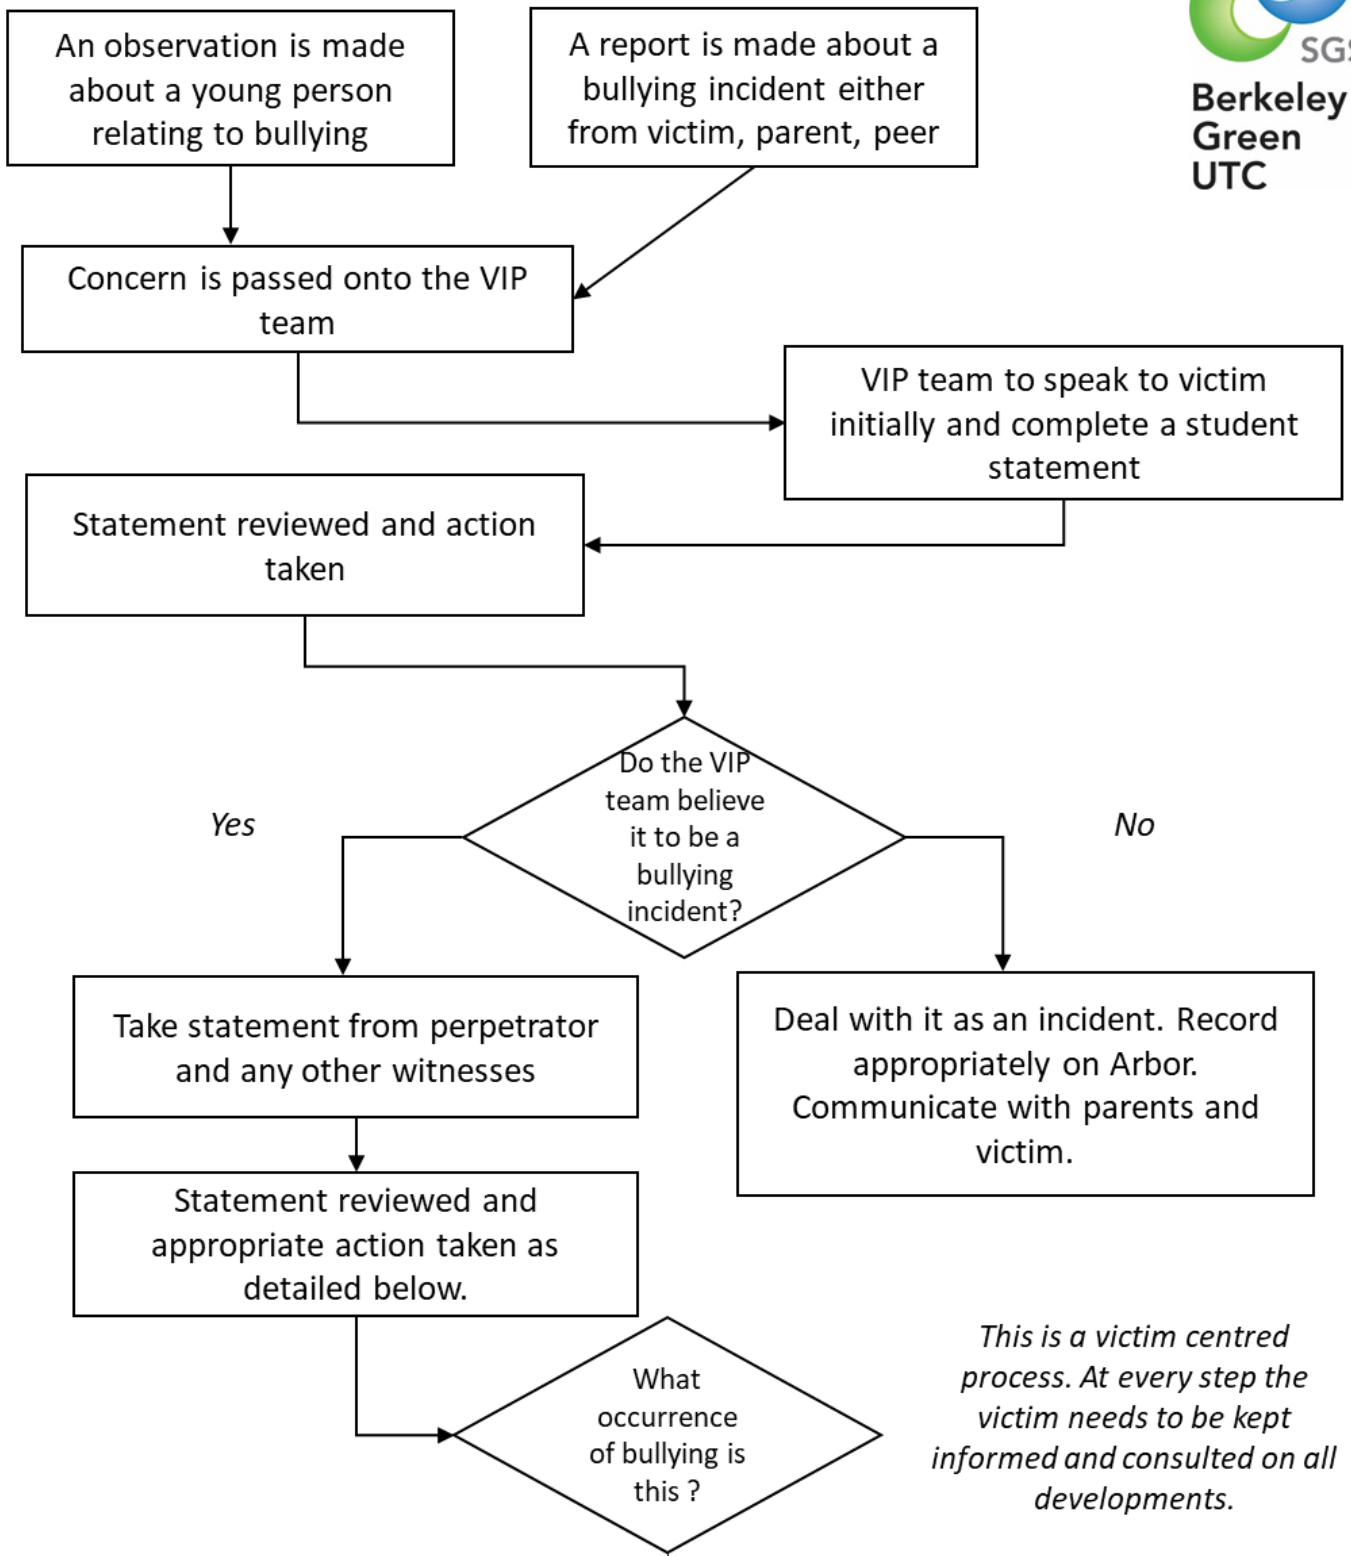 An observation is made
about a young person
relating to bullying
A report is made about a
bullying incident either
from victim, parent, peer
SGS
Berkeley
Green
UTC
Concern is passed onto the VIP
team
VIP team to speak to victim
initially and complete a student
statement
Statement reviewed and action
taken
Do the VIP
team believe
it to be a
bullying
incident?
Yes
No
Take statement from perpetrator
and any other witnesses
Deal with it as an incident. Record
appropriately on Arbor.
Communicate with parents and
victim.
Statement reviewed and
appropriate action taken as
detailed below.
What
occurrence
of bullying is
this ?
This is a victim centred
process. At every step the
victim needs to be kept
informed and consulted on all
developments.